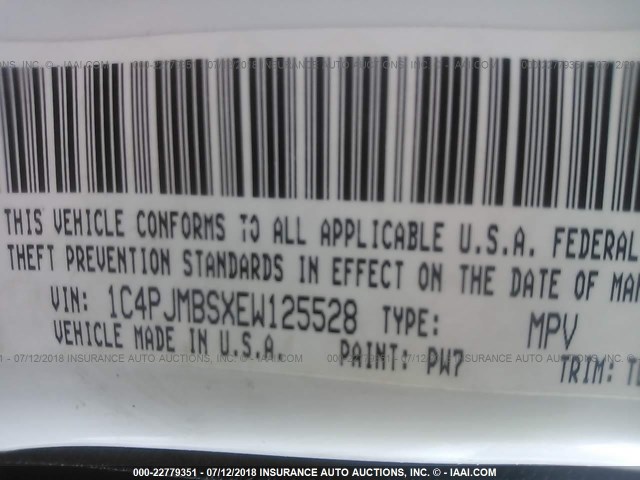 THIS VEHICLE CONFORMS TO ALL APPLICABLE U.S.A. FEDERAL
THEFT PREVENTION STANDARDS IN EFFECT ON THE DATE OF MAN
VIN: 1C4PJMBSXEW125528 TYPE: MPV
VEHICLE MADE IN U.S.A PAINT: PW7 TRIM:
000-22779351 - 07/12/2018 INSURANCE AUTO AUCTIONS, INC. - © IAAI.COM